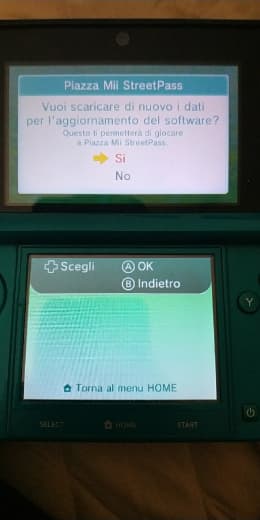 Piazza Mii StreetPass
Vuoi scaricare di nuovo i dati
per l'aggiornamento del software?
Questo ti permetterà di giocare
a Piazza Mii StreetPass.
Sì
No
Scegli
A OK
B Indietro
Y
Torna al menu HOME
SELECT
HOME
START